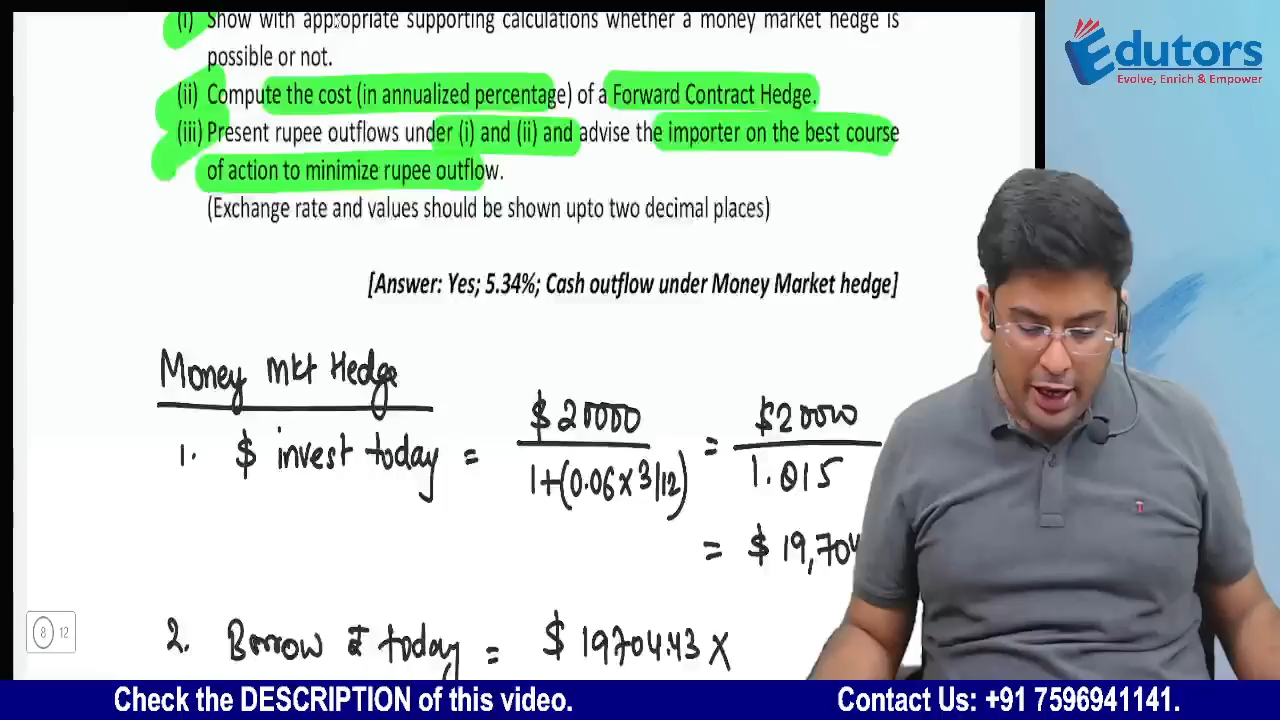 (i) Show with appropriate supporting calculations whether a money market hedge is
possible or not.
(ii) Compute the cost (in annualized percentage) of a Forward Contract Hedge.
(iii) Present rupee outflows under (i) and (ii) and advise the importer on the best course
of action to minimize rupee outflow.
(Exchange rate and values should be shown upto two decimal places)
[Answer: Yes; 5.34%; Cash outflow under Money Market hedge]
Money mkt Hedge
1. $ invest today = $20000 / 1+(0.06×3/12) = $20000 / 1.015
= $19,704
2. Borrow ₹ today = $19704.43 ×
8 12
Edutors
Evolve, Enrich & Empower
Check the DESCRIPTION of this video.
Contact Us: +91 7596941141.